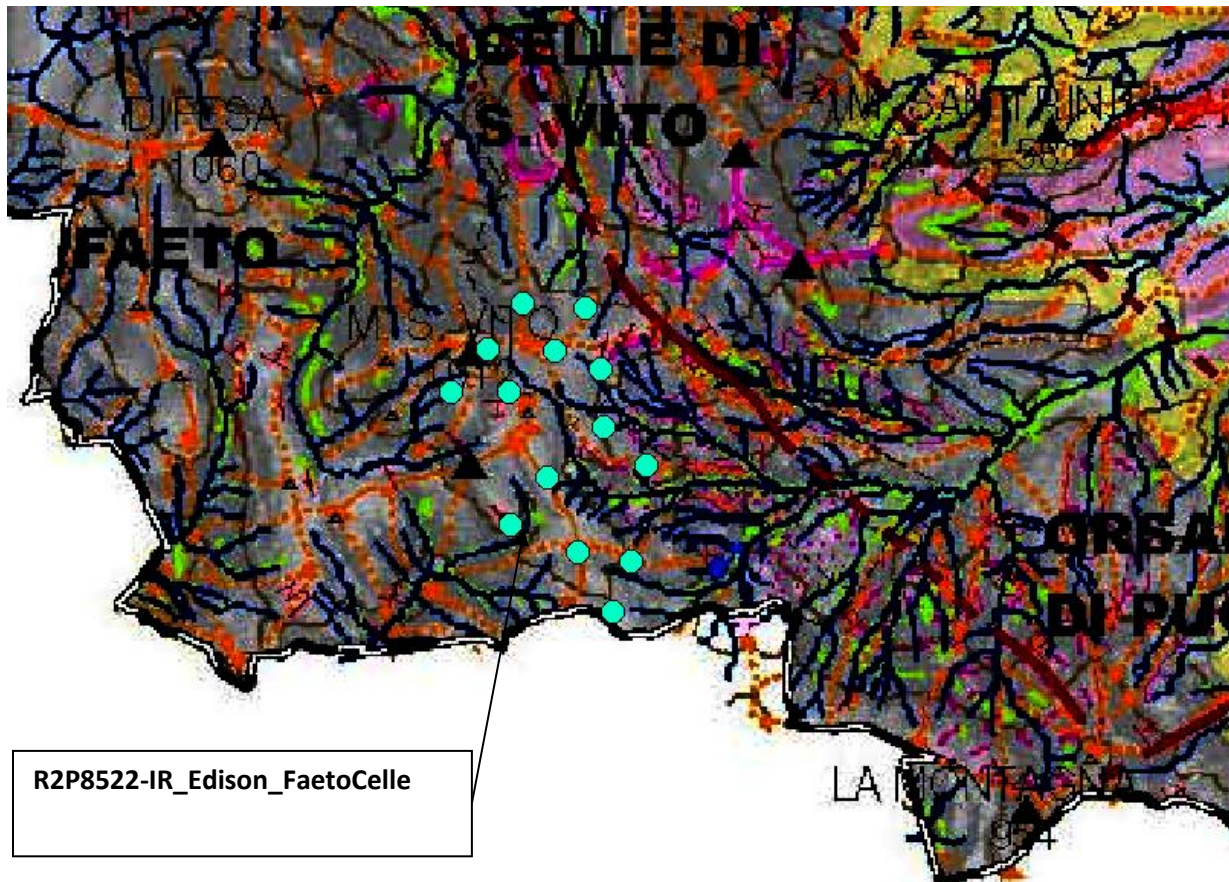 CELLE DI
S. VITO
DIFESA
1060
FAETO
M. S. VITO
ORSA
DI PU
LA MONTAGNA
R2P8522-IR_Edison_FaetoCelle